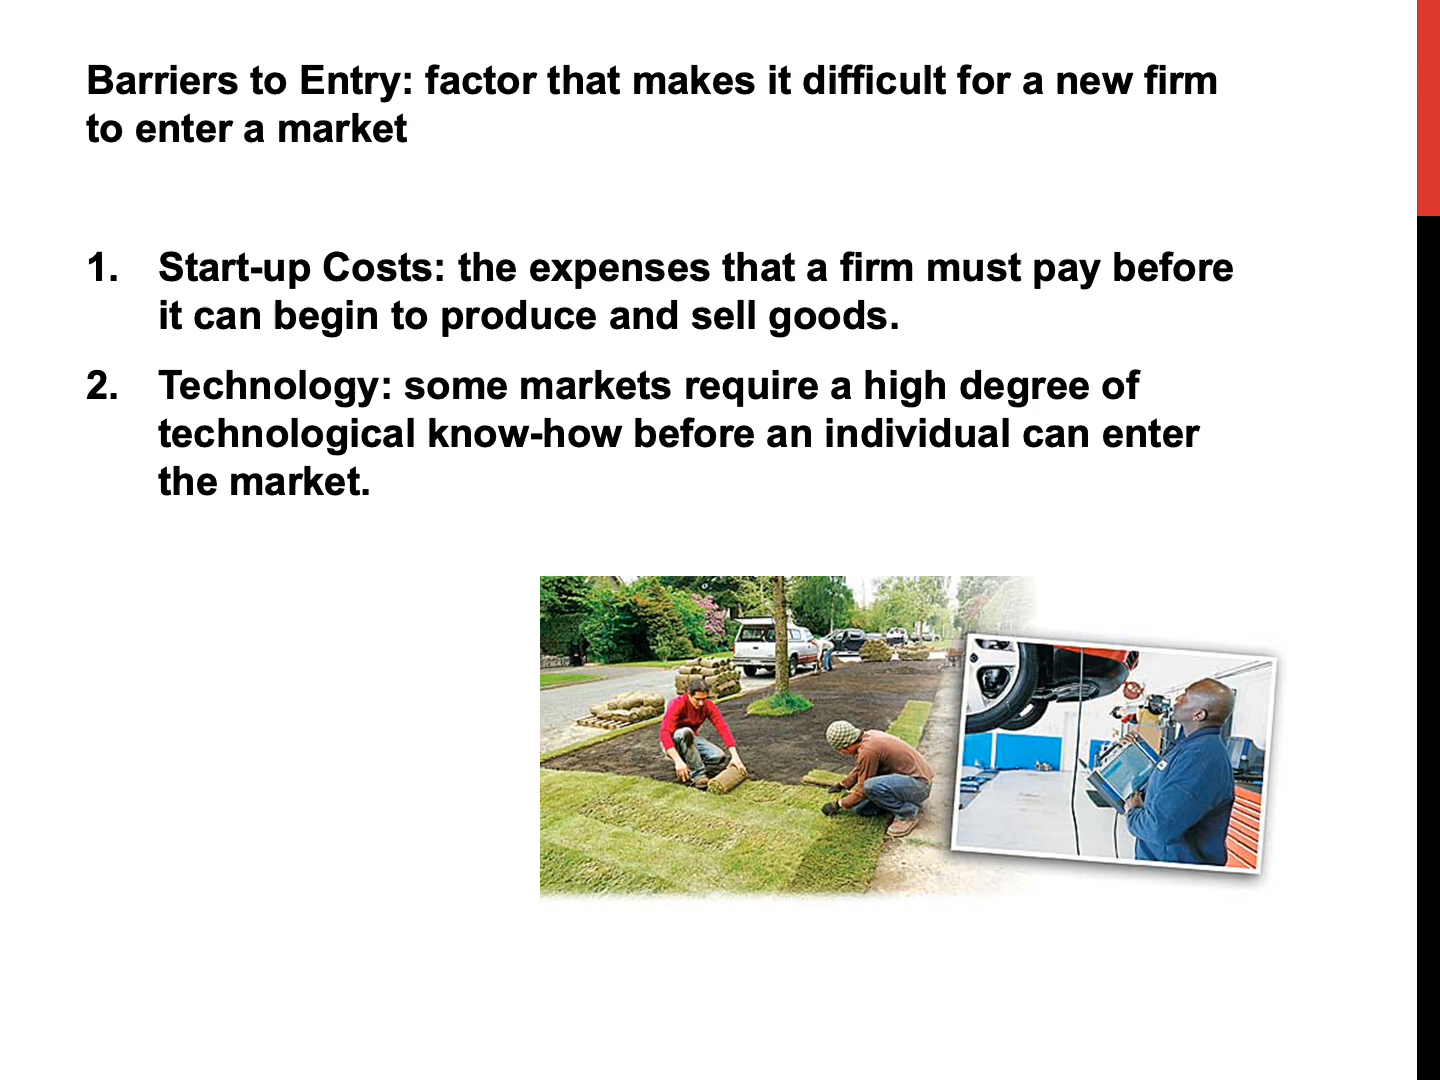 Barriers to Entry: factor that makes it difficult for a new firm
to enter a market
1. Start-up Costs: the expenses that a firm must pay before
it can begin to produce and sell goods.
2. Technology: some markets require a high degree of
technological know-how before an individual can enter
the market.